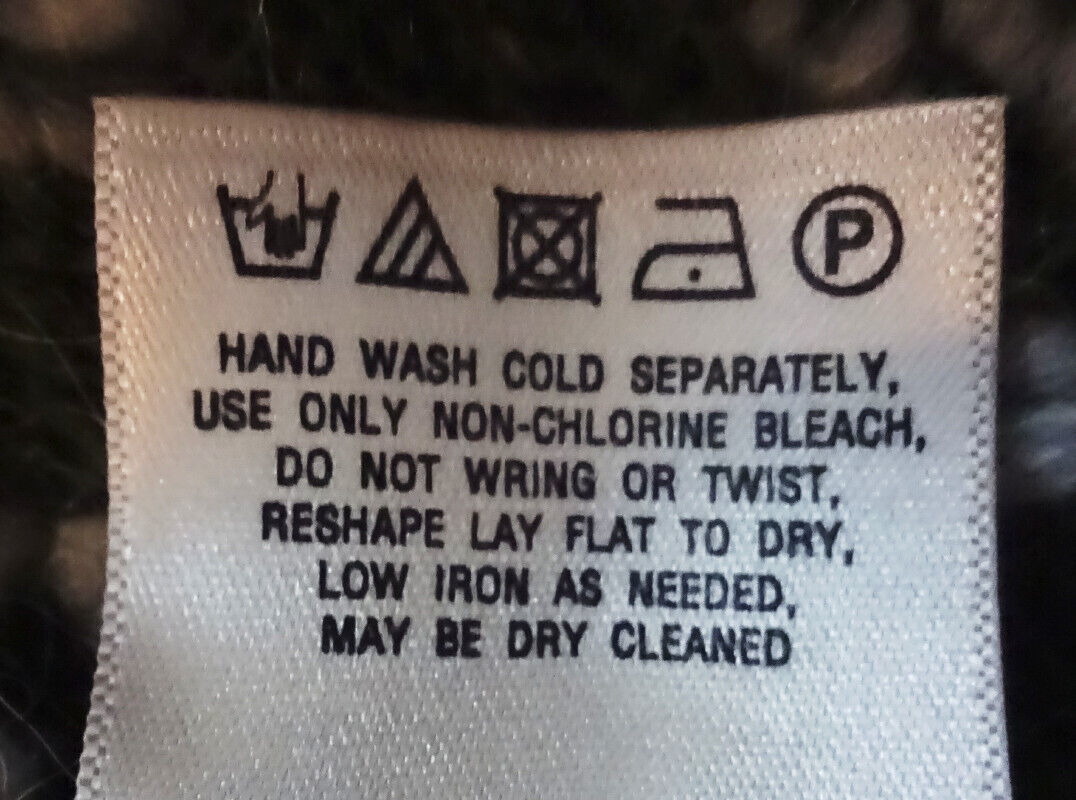 P
HAND WASH COLD SEPARATELY,
USE ONLY NON-CHLORINE BLEACH,
DO NOT WRING OR TWIST,
RESHAPE LAY FLAT TO DRY,
LOW IRON AS NEEDED,
MAY BE DRY CLEANED